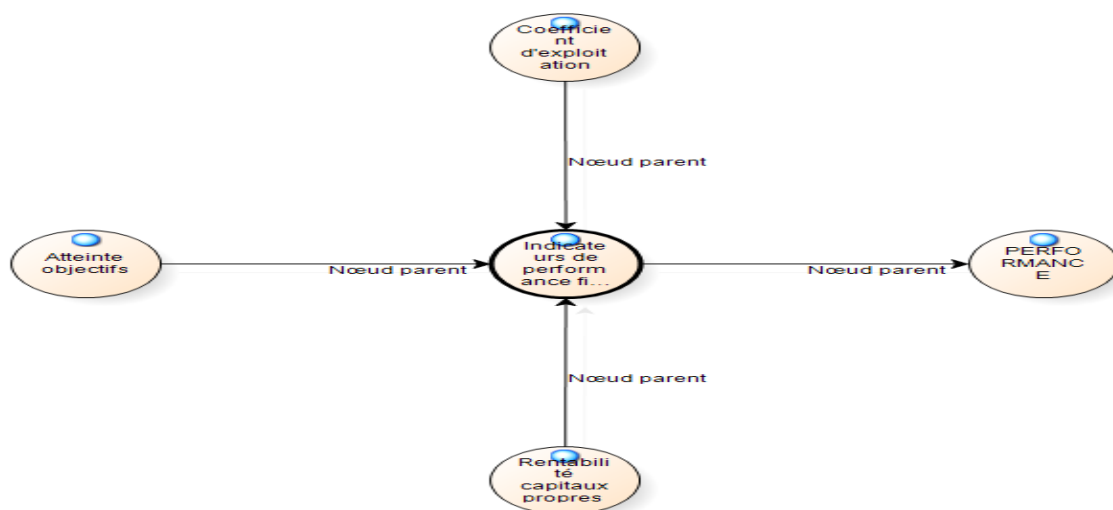 Coefficie
nt
d'exploit
ation
Nœud parent
Atteinte
objectifs
Nœud parent
Indicate
urs de
perform
ance fi...
Nœud parent
PERFO
RMANC
E
Nœud parent
Rentabili
té
capitaux
propres